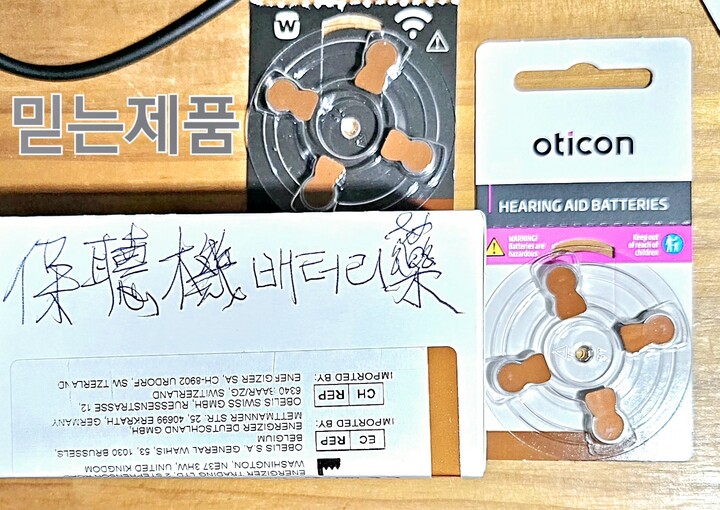 믿는제품
oticon
HEARING AID BATTERIES
WARNING!
Batteries are
hazardous
Keep out
of reach of
children
保聽機 배터리藥
IMPORTED BY:
CH REP
ENERGIZER SA, CH-8902 URDORF, SWITZERLAND
OBELIS SWISS GMBH, RUESSENSTRASSE 12,
6340 BAAR/ZG, SWITZERLAND
IMPORTED BY:
EC REP
ENERGIZER DEUTSCHLAND GMBH,
METTMANNER STR. 25, 40699 ERKRATH, GERMANY
OBELIS S.A. GENERAL WAHIS, 53, 1030 BRUSSELS,
BELGIUM
WASHINGTON, NE37 3HW, UNITED KINGDOM